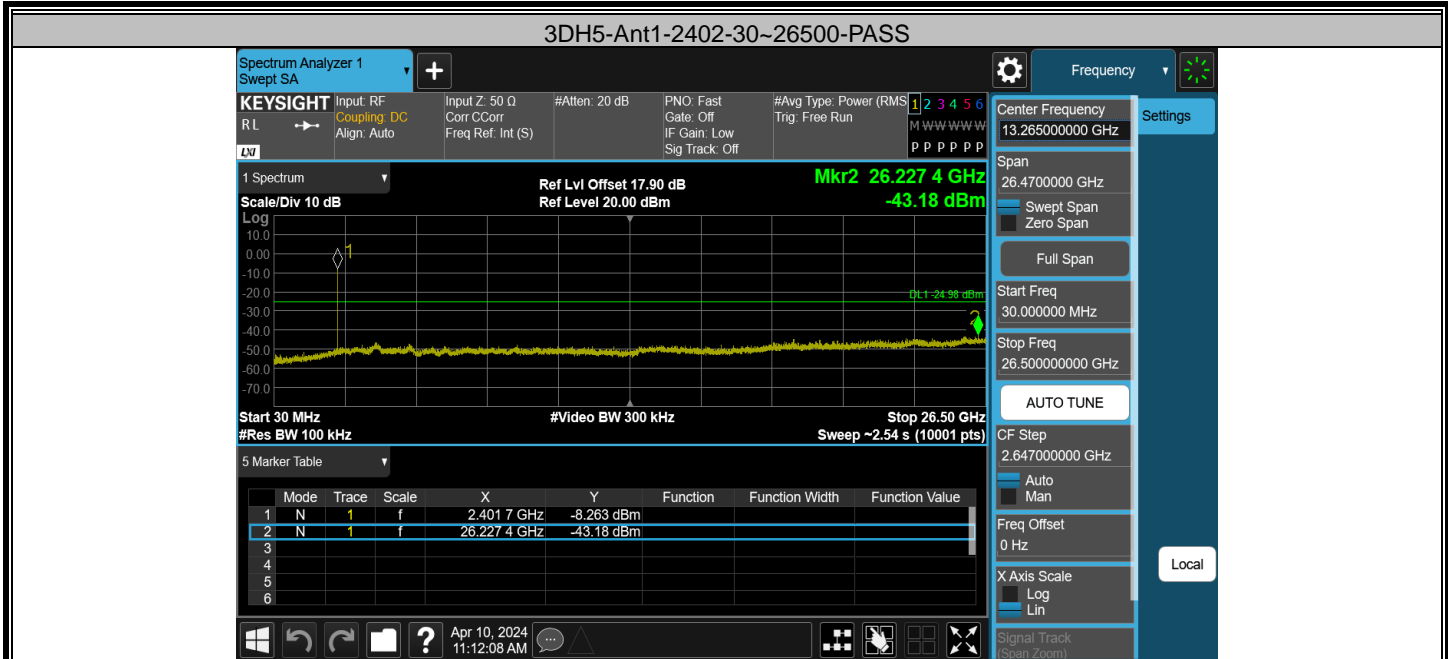 3DH5-Ant1-2402-30~26500-PASS
Spectrum Analyzer 1
Swept SA
Frequency
KEYSIGHT
RL
LXI
Input: RF
Coupling: DC
Align: Auto
Input Z: 50 Ω
Corr CCorr
Freq Ref: Int (S)
#Atten: 20 dB
PNO: Fast
Gate: Off
IF Gain: Low
Sig Track: Off
#Avg Type: Power (RMS
Trig: Free Run
1 2 3 4 5 6
M W W W W W
P P P P P P
Center Frequency
13.265000000 GHz
Settings
Span
26.4700000 GHz
Swept Span
Zero Span
Full Span
Start Freq
30.000000 MHz
Stop Freq
26.500000000 GHz
AUTO TUNE
CF Step
2.647000000 GHz
Auto
Man
Freq Offset
0 Hz
X Axis Scale
Log
Lin
Signal Track
(Span Zoom)
Local
1 Spectrum
Scale/Div 10 dB
Ref Lvl Offset 17.90 dB
Ref Level 20.00 dBm
Mkr2 26.227 4 GHz
-43.18 dBm
Log
10.0
0.00
-10.0
-20.0
-30.0
-40.0
-50.0
-60.0
-70.0
1
2
DL1 -24.98 dBm
Start 30 MHz
#Video BW 300 kHz
Stop 26.50 GHz
#Res BW 100 kHz
Sweep ~2.54 s (10001 pts)
5 Marker Table
Mode Trace Scale X Y Function Function Width Function Value
1 N 1 f 2.401 7 GHz -8.263 dBm
2 N 1 f 26.227 4 GHz -43.18 dBm
3
4
5
6
?
Apr 10, 2024
11:12:08 AM